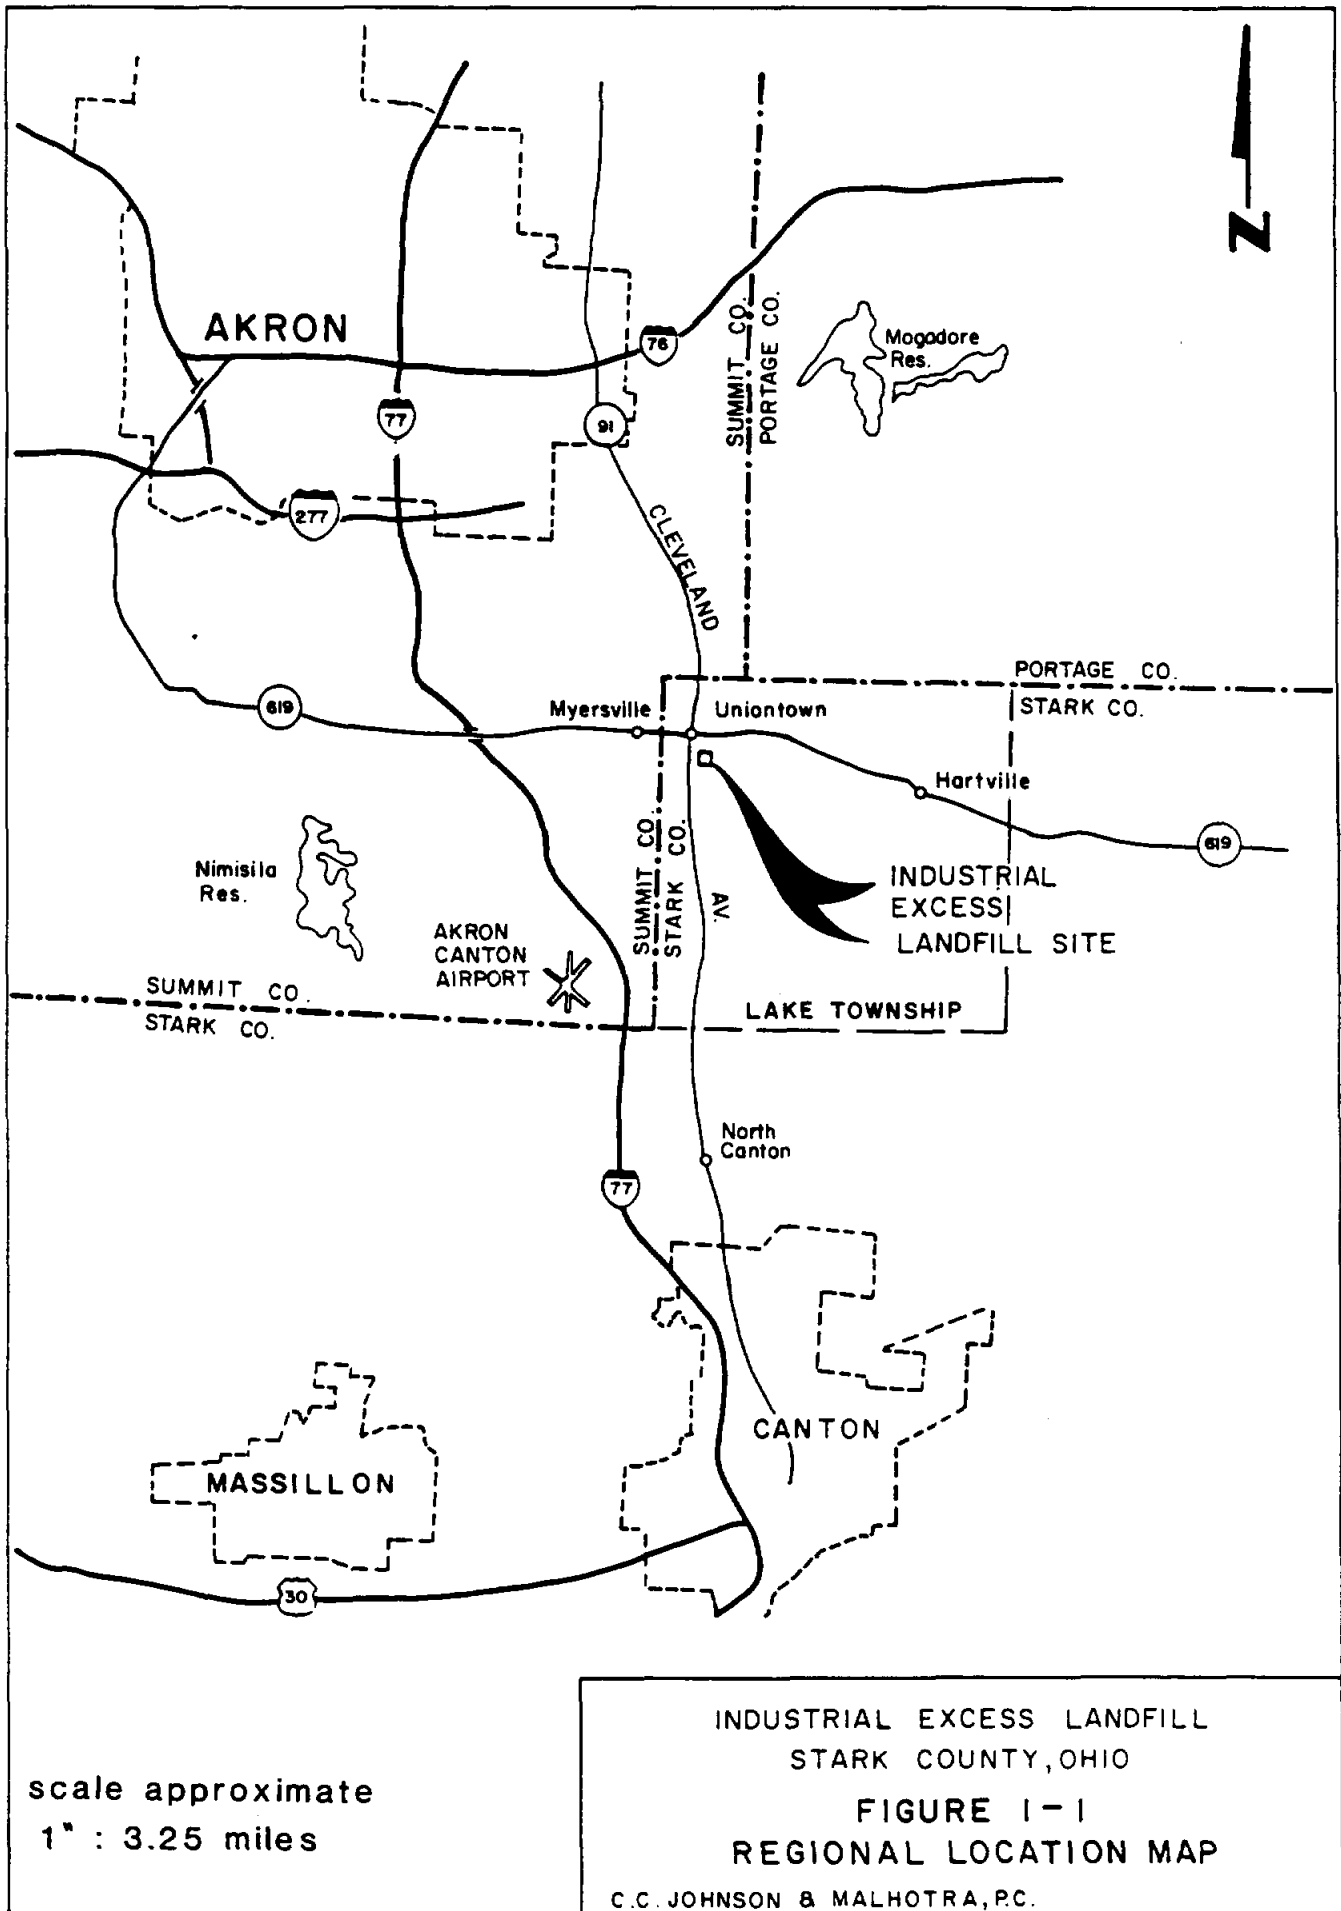 N
AKRON
76
SUMMIT CO.
PORTAGE CO.
Mogadore
Res.
77
91
277
CLEVELAND
PORTAGE CO.
STARK CO.
619
Myersville
Uniontown
Hartville
619
Nimisila
Res.
SUMMIT CO.
STARK CO.
AV.
INDUSTRIAL
EXCESS
LANDFILL SITE
AKRON
CANTON
AIRPORT
SUMMIT CO.
STARK CO.
LAKE TOWNSHIP
North
Canton
77
CANTON
MASSILLON
30
scale approximate
1" : 3.25 miles
INDUSTRIAL EXCESS LANDFILL
STARK COUNTY, OHIO
FIGURE 1-1
REGIONAL LOCATION MAP
C.C. JOHNSON & MALHOTRA, P.C.